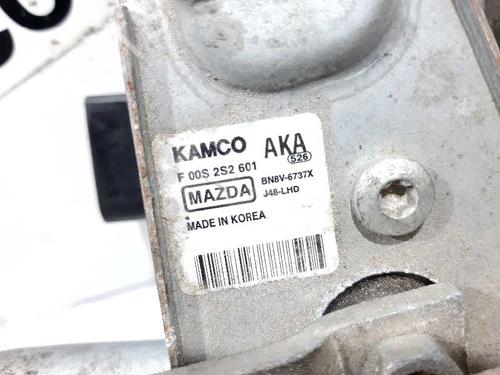 KAMCO AKA
F 00S 2S2 601 526
MAZDA BN8V-6737X
J48-LHD
MADE IN KOREA